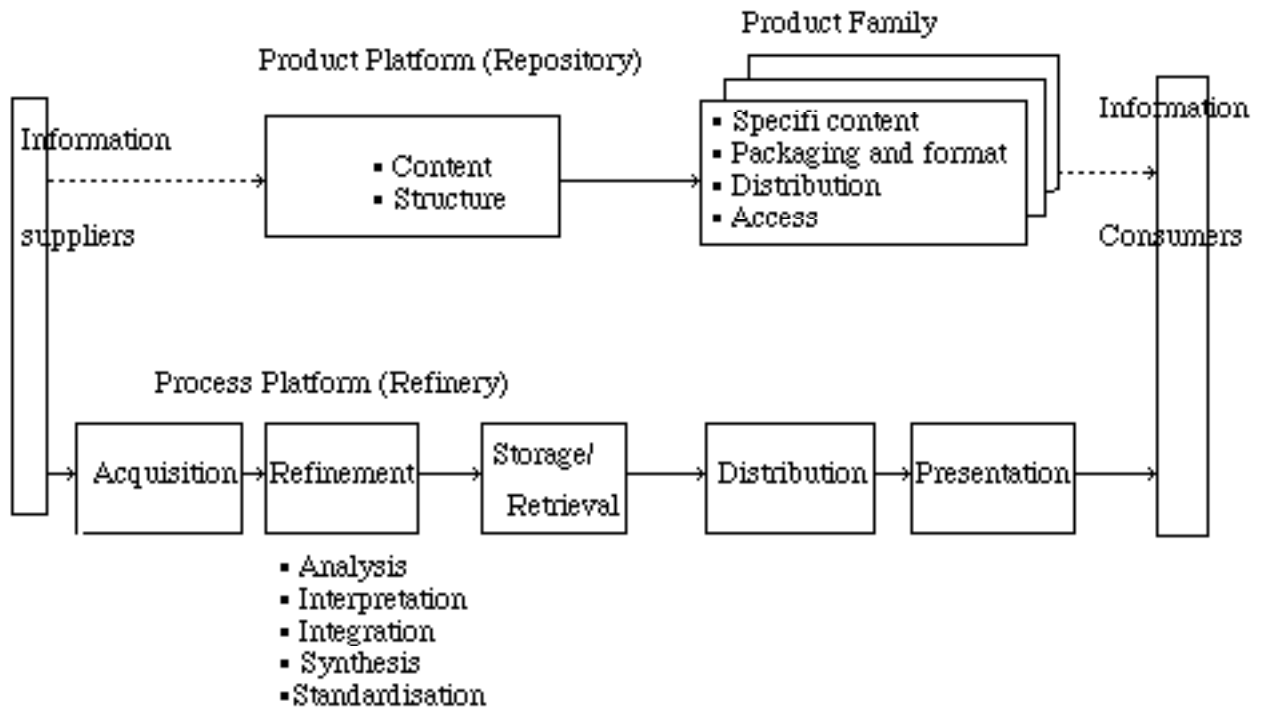 Product Family
Product Platform (Repository)
Information
suppliers
▪ Content
▪ Structure
▪ Specifi content
▪ Packaging and format
▪ Distribution
▪ Access
Information
Consumers
Process Platform (Refinery)
Acquisition
Refinement
Storage/
Retrieval
Distribution
Presentation
▪ Analysis
▪ Interpretation
▪ Integration
▪ Synthesis
▪Standardisation